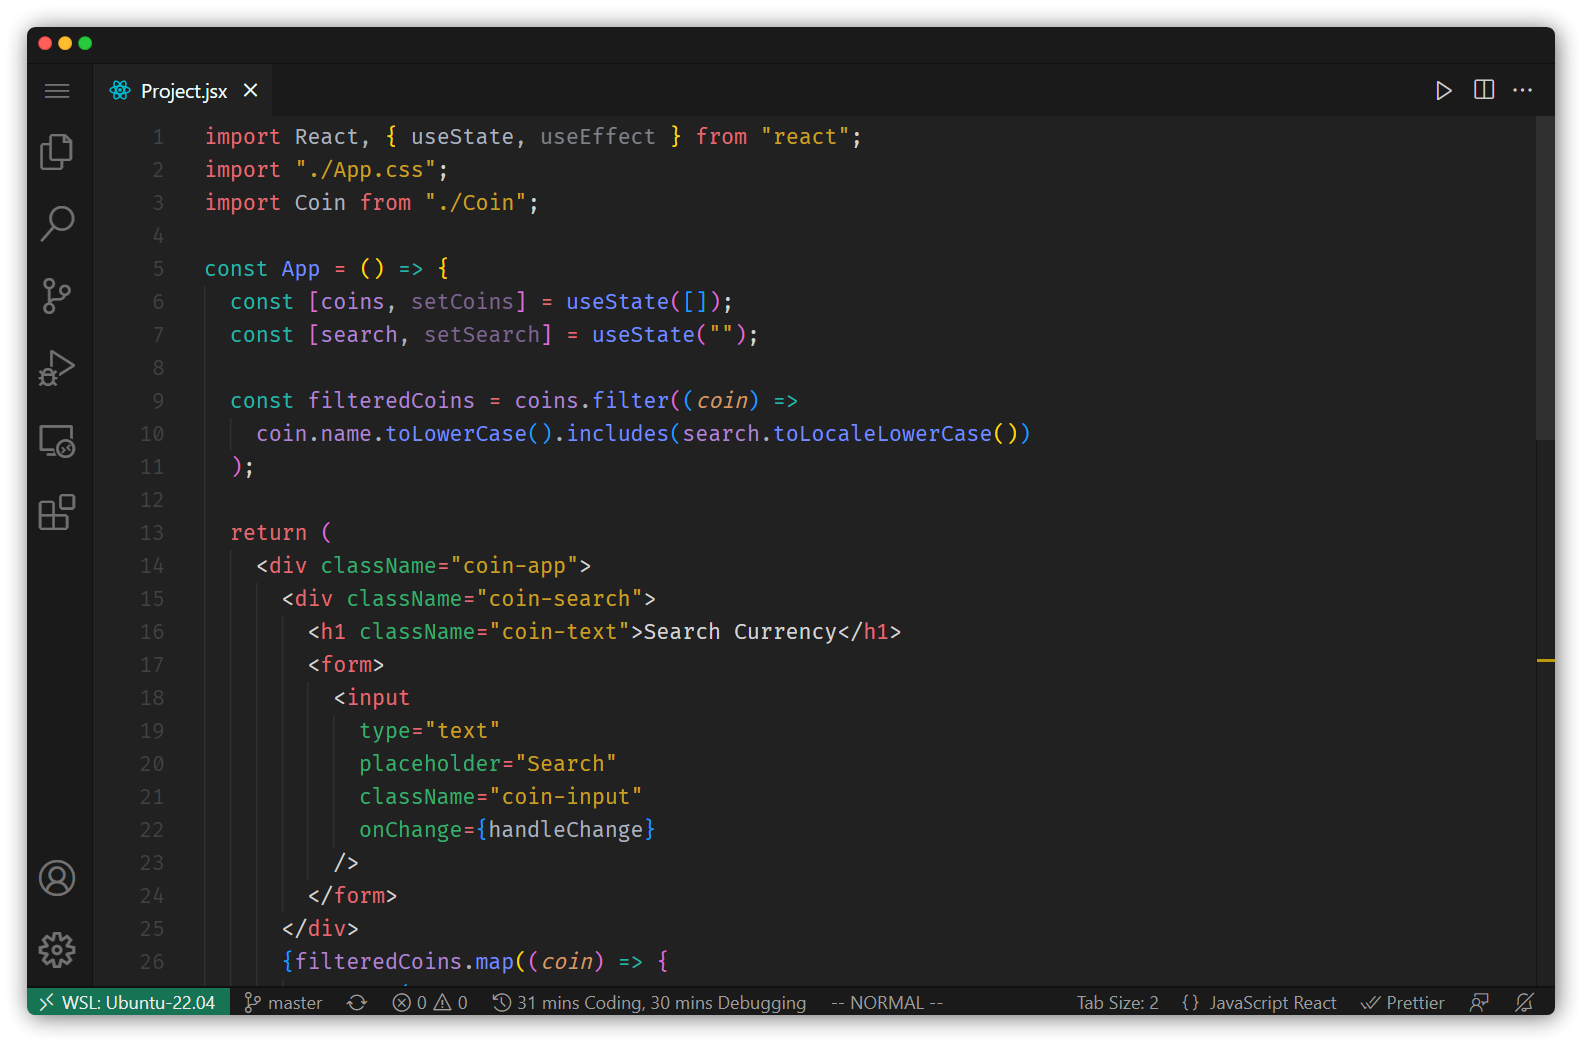 Project.jsx
1 import React, { useState, useEffect } from "react";
2 import "./App.css";
3 import Coin from "./Coin";
4
5 const App = () => {
6   const [coins, setCoins] = useState([]);
7   const [search, setSearch] = useState("");
8
9   const filteredCoins = coins.filter((coin) =>
10     coin.name.toLowerCase().includes(search.toLocaleLowerCase())
11   );
12
13   return (
14     <div className="coin-app">
15       <div className="coin-search">
16         <h1 className="coin-text">Search Currency</h1>
17         <form>
18           <input
19             type="text"
20             placeholder="Search"
21             className="coin-input"
22             onChange={handleChange}
23           />
24         </form>
25       </div>
26       {filteredCoins.map((coin) => {
WSL: Ubuntu-22.04 master 0 0 31 mins Coding, 30 mins Debugging -- NORMAL -- Tab Size: 2 {} JavaScript React Prettier